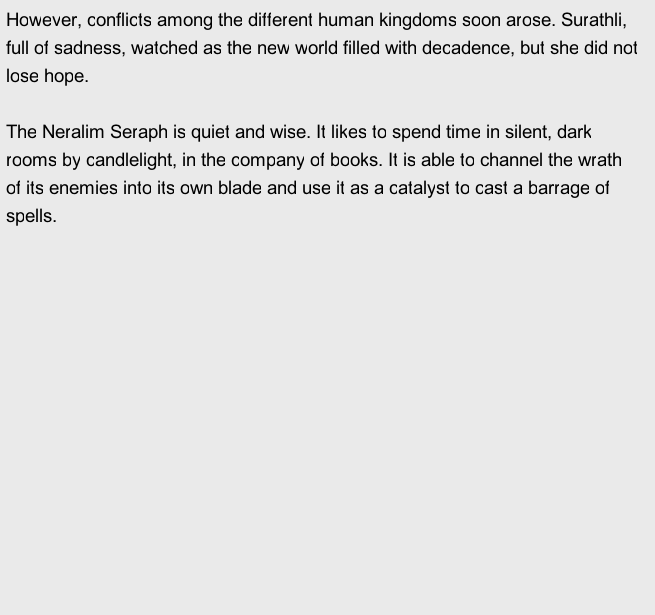 However, conflicts among the different human kingdoms soon arose. Surathli,
full of sadness, watched as the new world filled with decadence, but she did not
lose hope.
The Neralim Seraph is quiet and wise. It likes to spend time in silent, dark
rooms by candlelight, in the company of books. It is able to channel the wrath
of its enemies into its own blade and use it as a catalyst to cast a barrage of
spells.